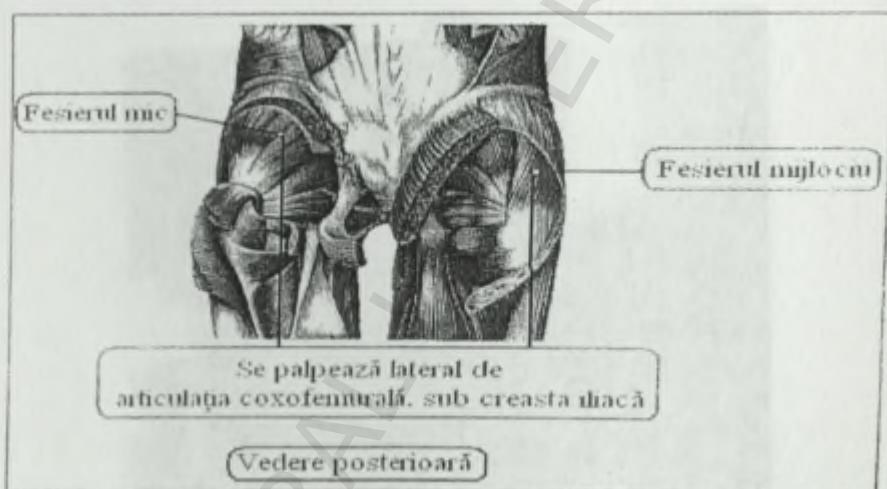 Fesierul mic
Fesierul mijlociu
Se palpează lateral de
articulația coxofemurală, sub creasta iliacă
Vedere posterioară